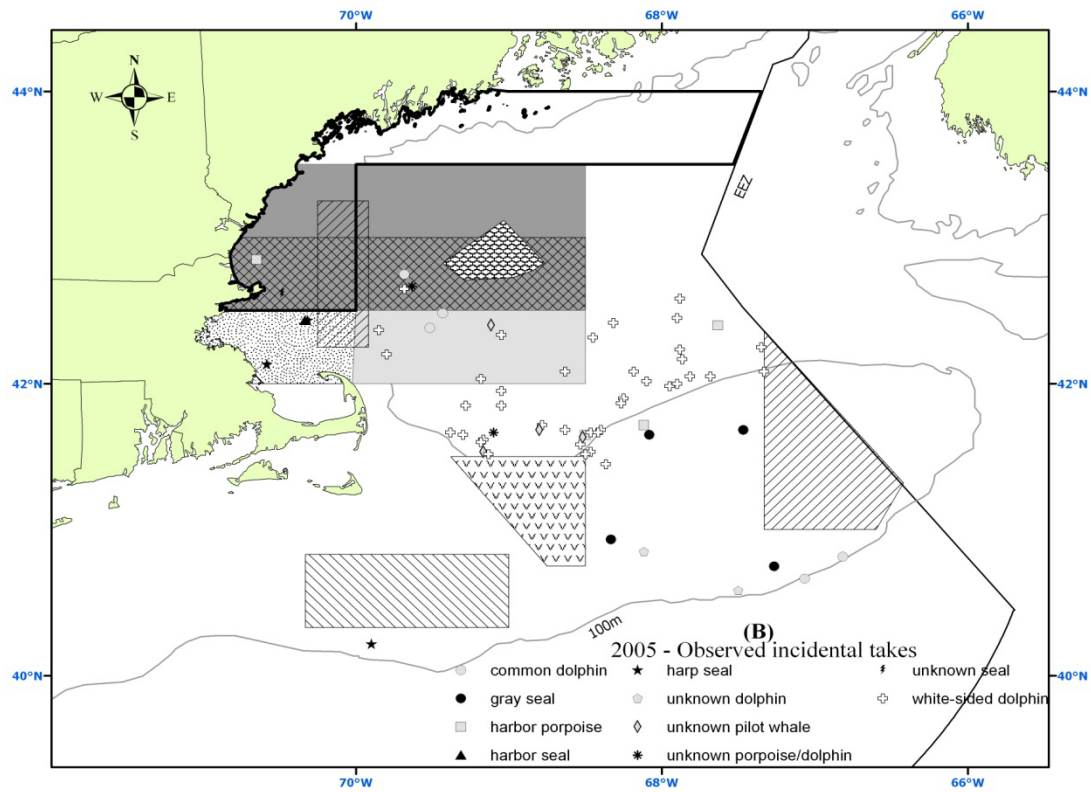 70°W 68°W 66°W
44°N 44°N
N
W E
S
EEZ
42°N 42°N
100m
(B)
2005 - Observed incidental takes
common dolphin harp seal unknown seal
40°N 40°N
gray seal unknown dolphin white-sided dolphin
harbor porpoise unknown pilot whale
harbor seal unknown porpoise/dolphin
70°W 68°W 66°W